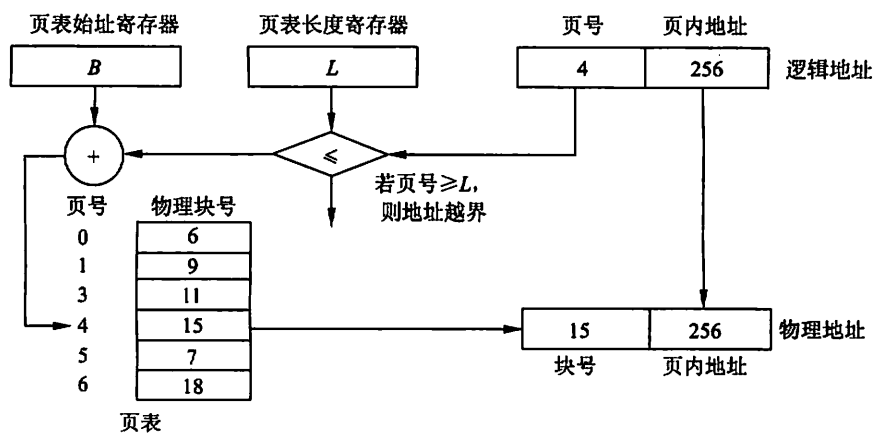 页表始址寄存器 页表长度寄存器 页号 页内地址
B L 4 256 逻辑地址
+ ≤
若页号≥L,
则地址越界
页号 物理块号
0 6
1 9
3 11
4 15 15 256 物理地址
5 7 块号 页内地址
6 18
页表